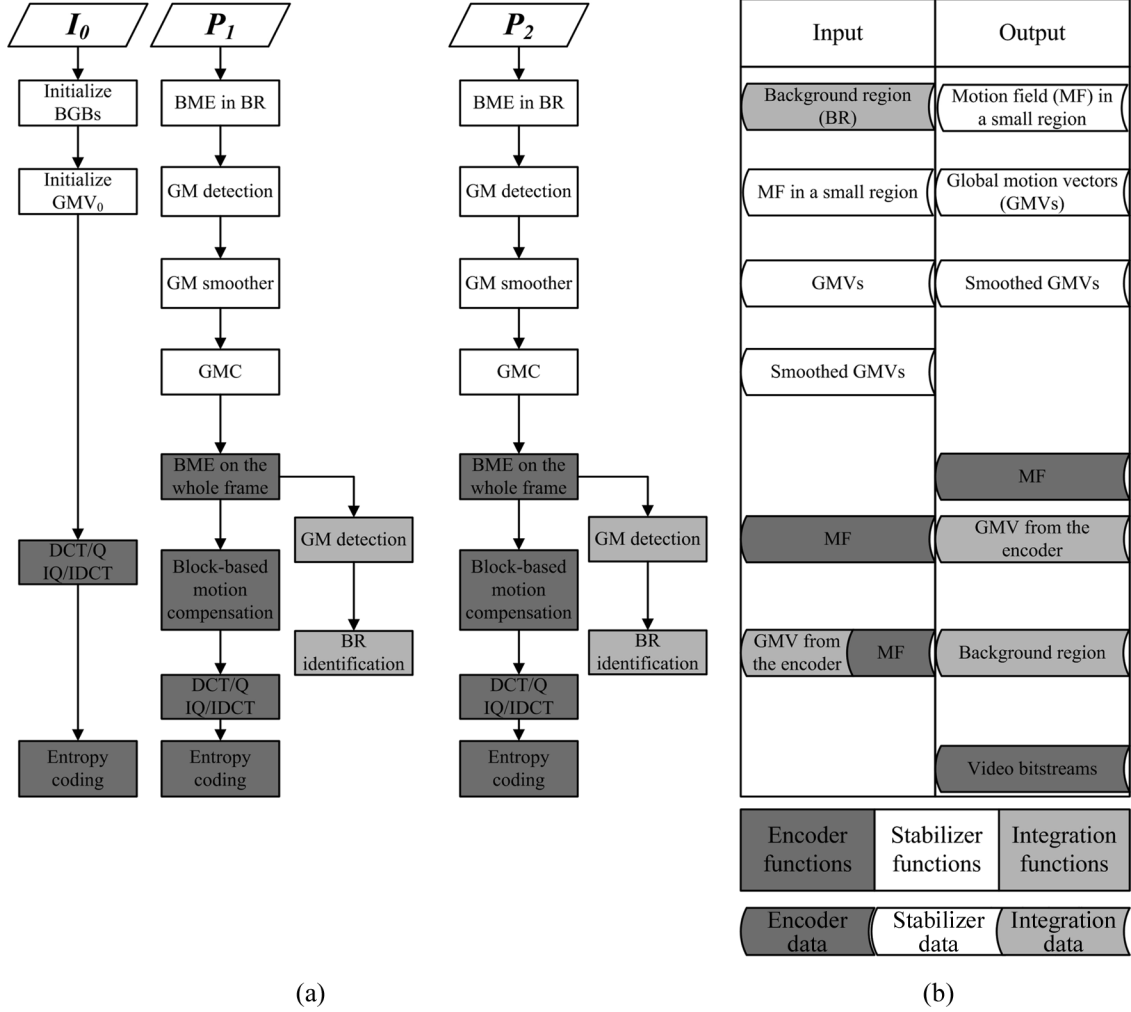 I0
Initialize
BGBs
Initialize
GMV0
DCT/Q
IQ/IDCT
Entropy
coding
P1
BME in BR
GM detection
GM smoother
GMC
BME on the
whole frame
GM detection
Block-based
motion
compensation
BR
identification
DCT/Q
IQ/IDCT
Entropy
coding
P2
BME in BR
GM detection
GM smoother
GMC
BME on the
whole frame
GM detection
Block-based
motion
compensation
BR
identification
DCT/Q
IQ/IDCT
Entropy
coding
(a)
Input
Output
Background region
(BR)
Motion field (MF) in
a small region
MF in a small region
Global motion vectors
(GMVs)
GMVs
Smoothed GMVs
Smoothed GMVs
MF
MF
GMV from the
encoder
GMV from
the encoder
MF
Background region
Video bitstreams
Encoder
functions
Stabilizer
functions
Integration
functions
Encoder
data
Stabilizer
data
Integration
data
(b)